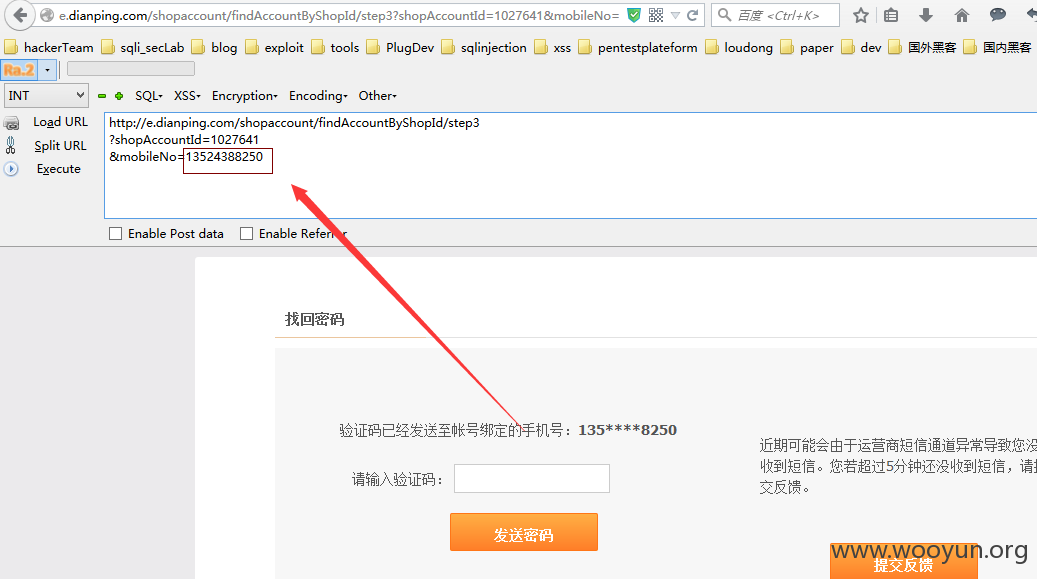 e.dianping.com/shopaccount/findAccountByShopId/step3?shopAccountId=1027641&mobileNo=
百度 <Ctrl+K>
hackerTeam sqli_secLab blog exploit tools PlugDev sqlinjection xss pentestplateform loudong paper dev 国外黑客 国内黑客
Ra.2
INT SQL XSS Encryption Encoding Other
Load URL
Split URL
Execute
http://e.dianping.com/shopaccount/findAccountByShopId/step3
?shopAccountId=1027641
&mobileNo=13524388250
Enable Post data Enable Referrer
找回密码
验证码已经发送至帐号绑定的手机号：135****8250
请输入验证码：
发送密码
近期可能会由于运营商短信通道异常导致您没
收到短信。您若超过5分钟还没收到短信，请提
交反馈。
www.wooyun.org
提交反馈